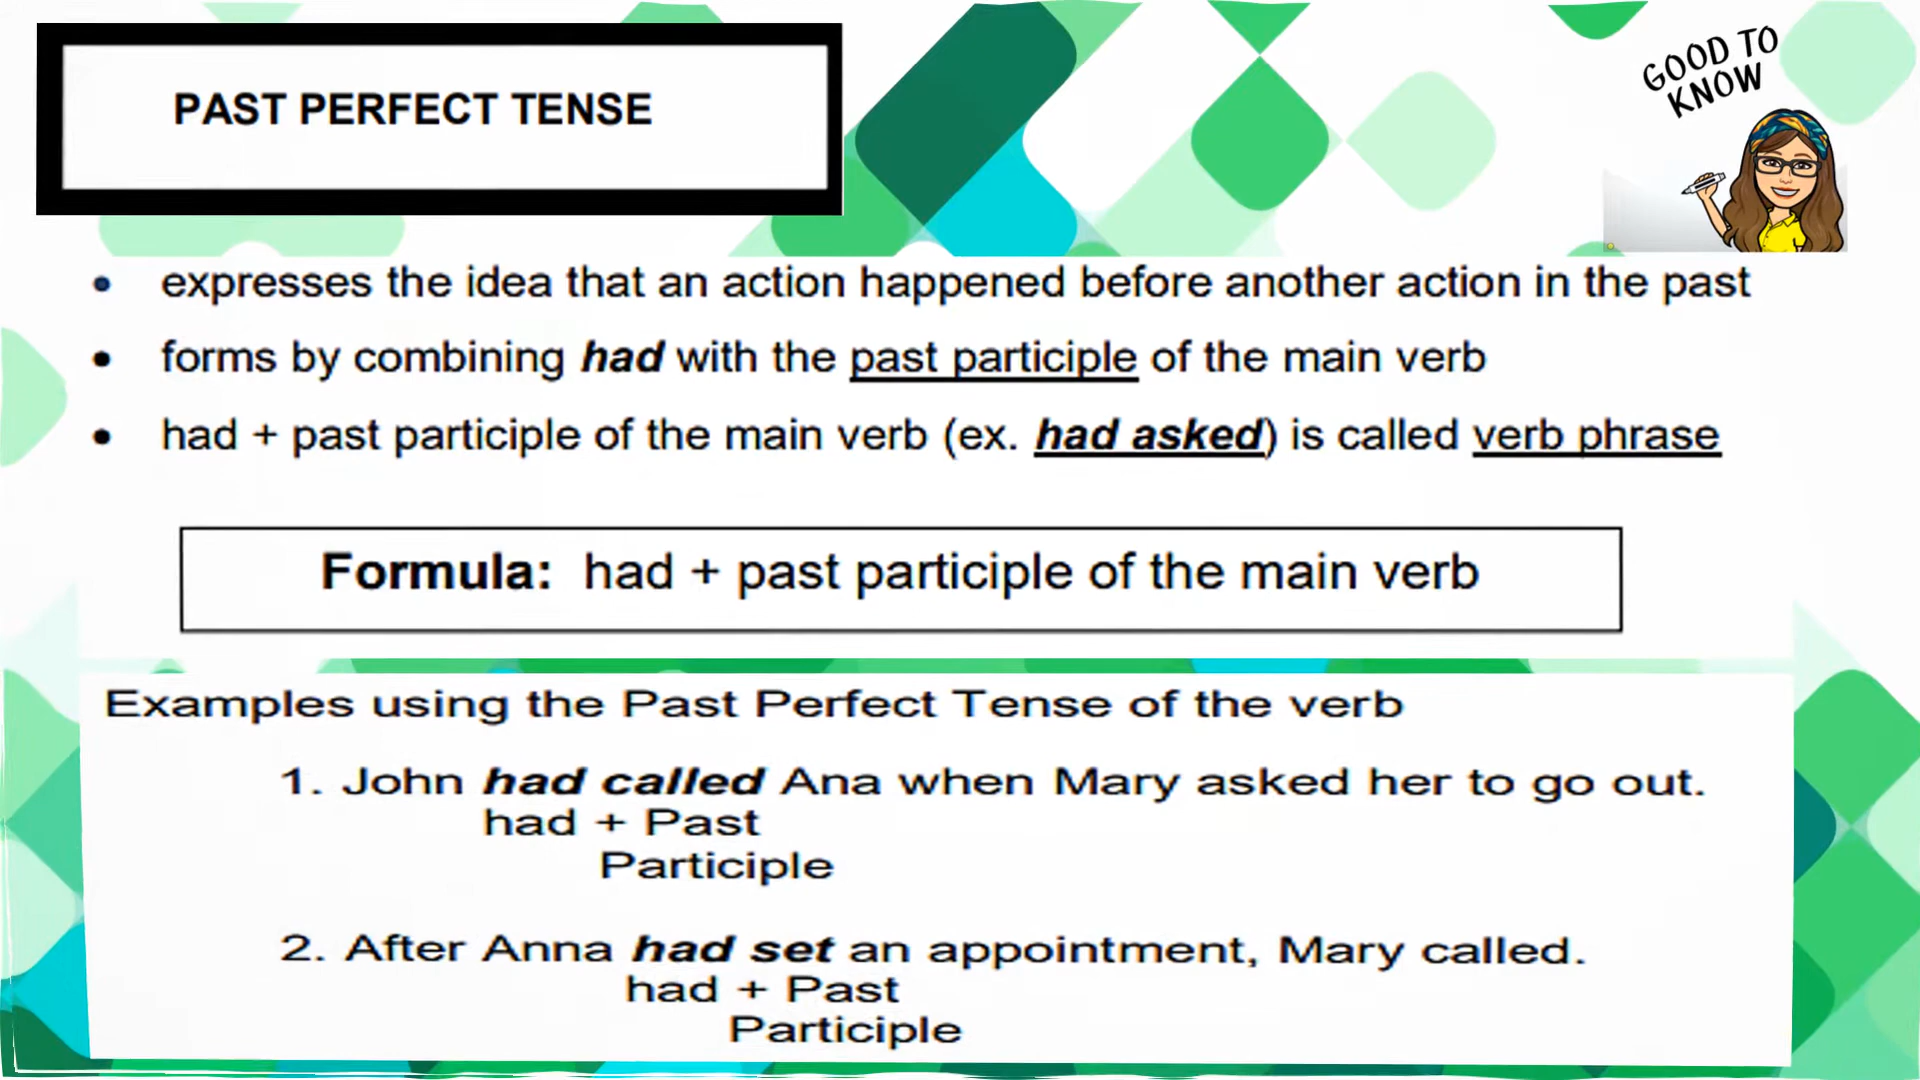 PAST PERFECT TENSE
GOOD TO
KNOW
• expresses the idea that an action happened before another action in the past
• forms by combining had with the past participle of the main verb
• had + past participle of the main verb (ex. had asked) is called verb phrase
Formula: had + past participle of the main verb
Examples using the Past Perfect Tense of the verb
1. John had called Ana when Mary asked her to go out.
had + Past
Participle
2. After Anna had set an appointment, Mary called.
had + Past
Participle